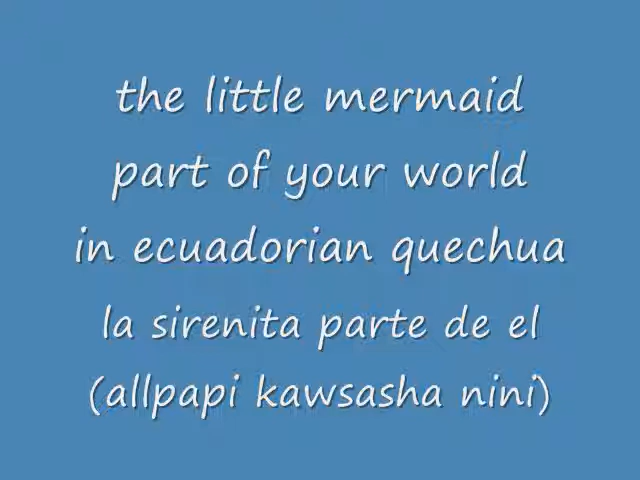 the little mermaid
part of your world
in ecuadorian quechua
la sirenita parte de el
(allpapi kawsasha nini)